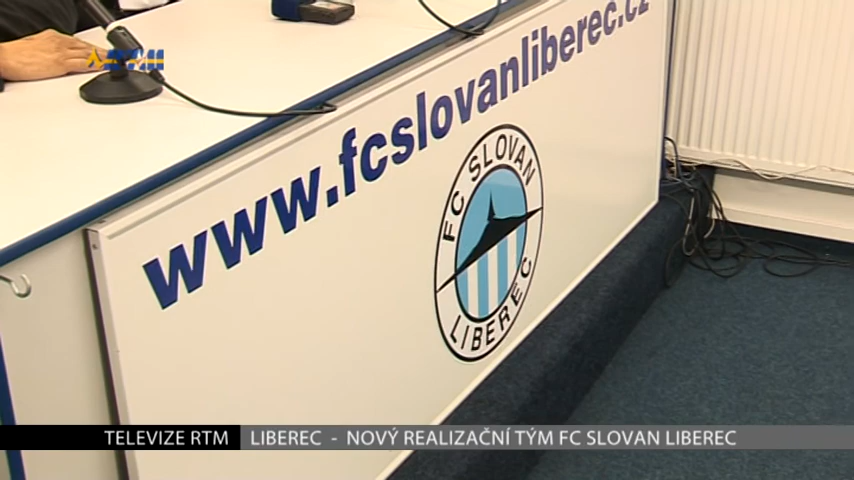 www.fcslovanliberec.cz
FC SLOVAN
LIBEREC
TELEVIZE RTM LIBEREC - NOVÝ REALIZAČNÍ TÝM FC SLOVAN LIBEREC